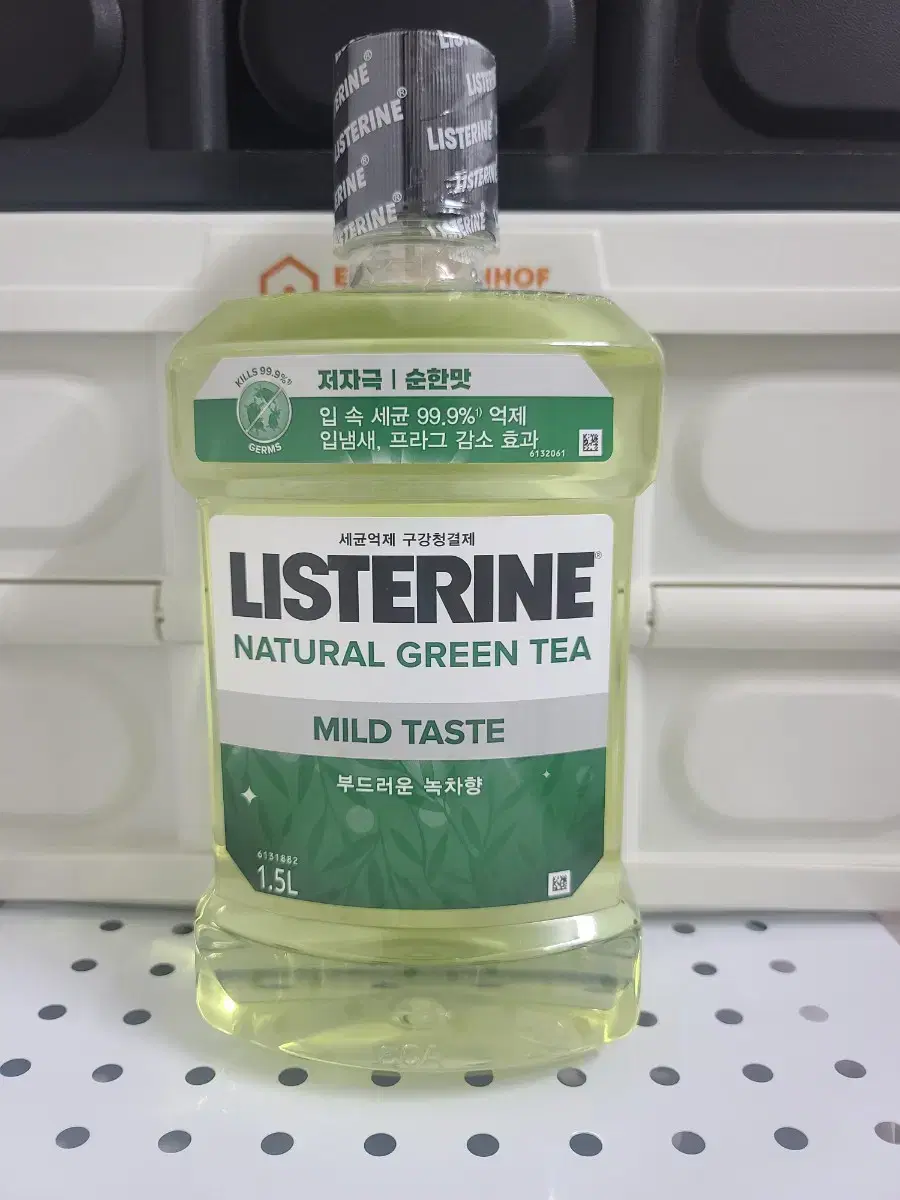 LISTERINE®
LISTERINE
LISTERINE
HOF
KILLS 99.9%¹⁾
GERMS
저자극 | 순한맛
입 속 세균 99.9%¹⁾ 억제
입냄새, 프라그 감소 효과
6132061
세균억제 구강청결제
LISTERINE®
NATURAL GREEN TEA
MILD TASTE
부드러운 녹차향
6131882
1.5L